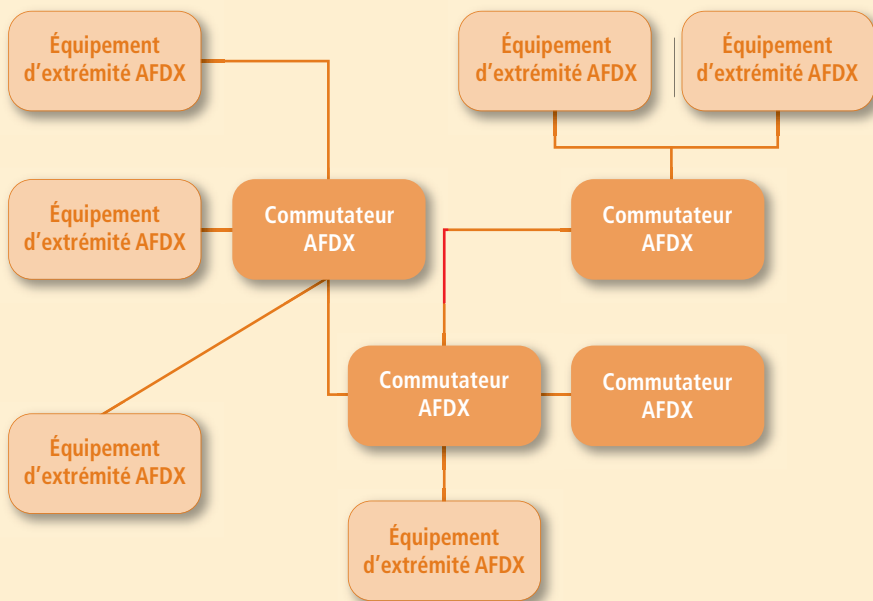 Équipement
d’extrémité AFDX
Équipement
d’extrémité AFDX
Équipement
d’extrémité AFDX
Équipement
d’extrémité AFDX
Commutateur
AFDX
Commutateur
AFDX
Commutateur
AFDX
Commutateur
AFDX
Équipement
d’extrémité AFDX
Équipement
d’extrémité AFDX